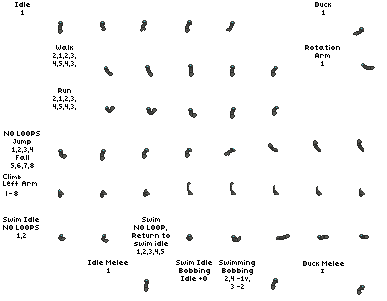 Idle
1
Duck
1
Walk
2,1,2,3,
4,5,4,3,
Rotation
Arm
1
Run
2,1,2,3,
4,5,4,3,
NO LOOPS
Jump
1,2,3,4
Fall
5,6,7,8
Climb
Left Arm
1 - 8
Swim Idle
NO LOOPS
1,2
Swim
NO LOOP,
Return to
swim idle
1,2,3,4,5
Swim Idle
Bobbing
Idle +0
Swimming
Bobbing
2,4 -1v,
3 -2
Idle Melee
1
Duck Melee
1